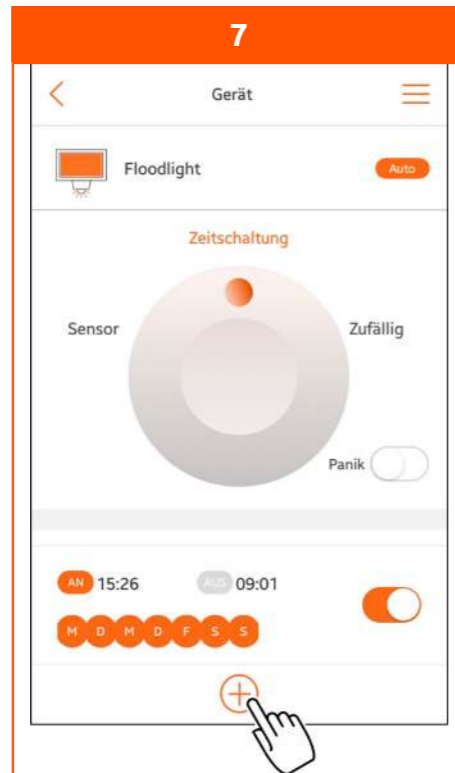 7
Gerät
Floodlight Auto
Zeitschaltung
Sensor Zufällig
Panik
AN 15:26 AUS 09:01
M D M D F S S